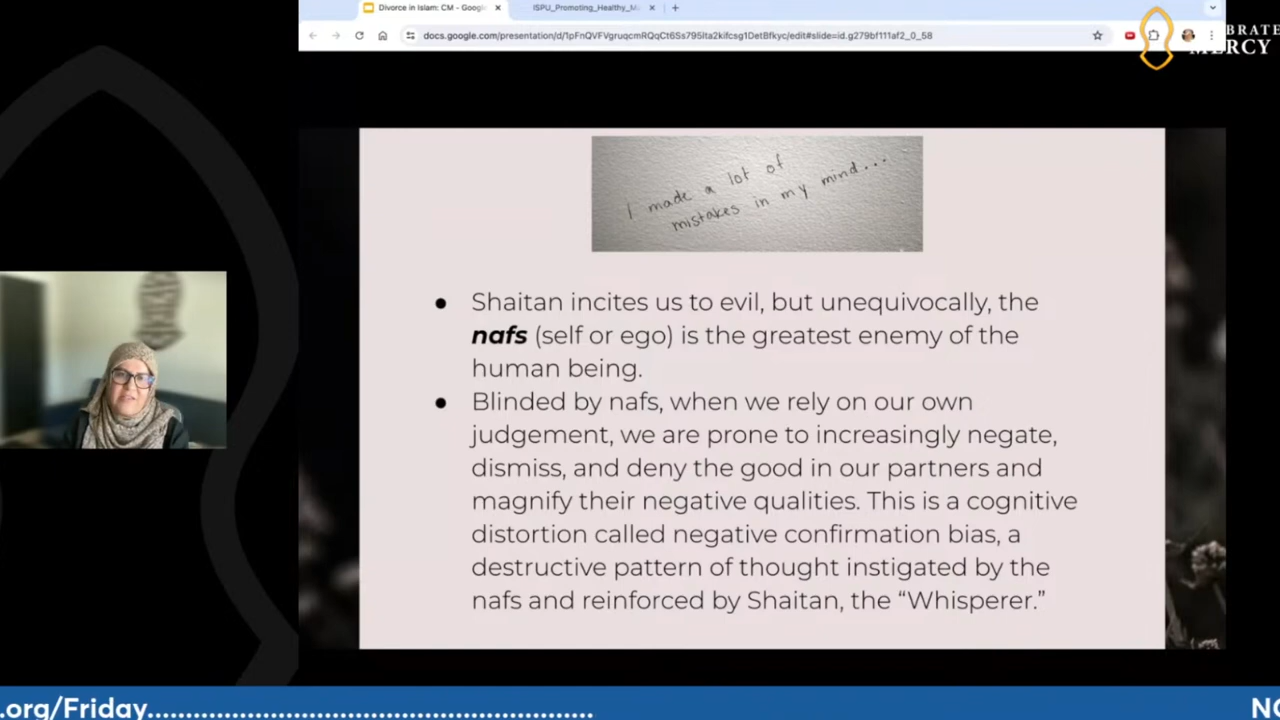 Divorce in Islam: CM - Google
ISPU_Promoting_Healthy_M
docs.google.com/presentation/d/1pFnQVFVgruqcmRQqCt6Ss795lta2kifcsg1DetBfkyc/edit#slide=id.g279bf111af2_0_58
BRATE
MERCY
I made a lot of
mistakes in my mind...
● Shaitan incites us to evil, but unequivocally, the
nafs (self or ego) is the greatest enemy of the
human being.
● Blinded by nafs, when we rely on our own
judgement, we are prone to increasingly negate,
dismiss, and deny the good in our partners and
magnify their negative qualities. This is a cognitive
distortion called negative confirmation bias, a
destructive pattern of thought instigated by the
nafs and reinforced by Shaitan, the “Whisperer.”
.org/Friday....................................................... NO